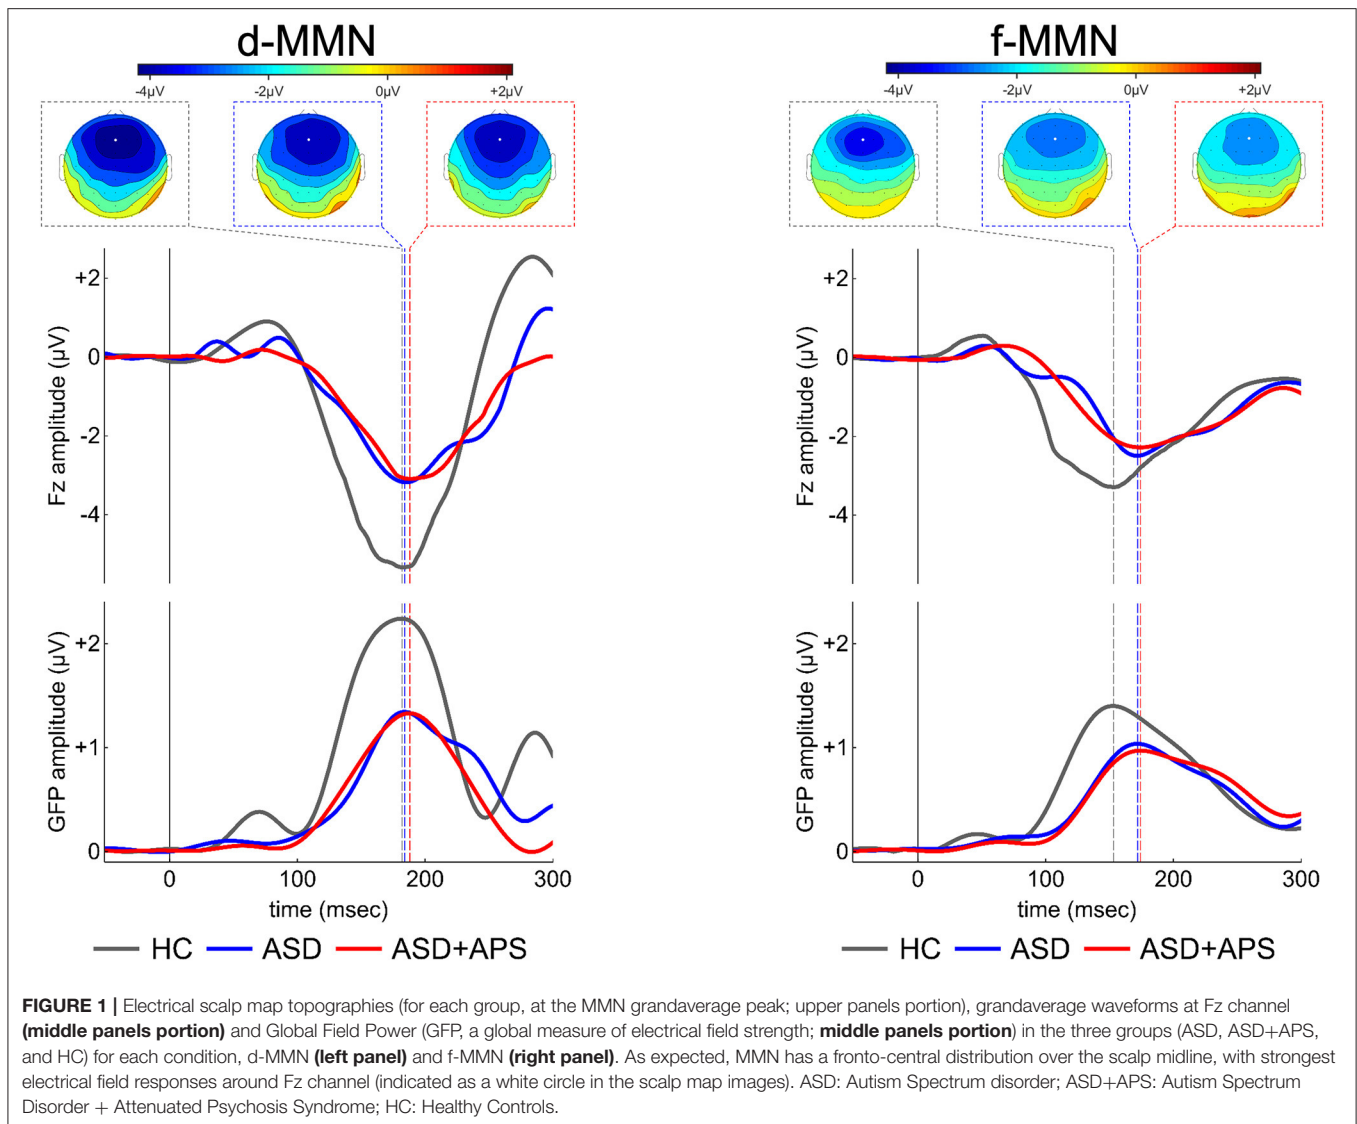 d-MMN
-4µV -2µV 0µV +2µV
Fz amplitude (µV)
+2
0
-2
-4
GFP amplitude (µV)
+2
+1
0
0 100 200 300
time (msec)
HC ASD ASD+APS
f-MMN
-4µV -2µV 0µV +2µV
Fz amplitude (µV)
+2
0
-2
-4
GFP amplitude (µV)
+2
+1
0
0 100 200 300
time (msec)
HC ASD ASD+APS
FIGURE 1 | Electrical scalp map topographies (for each group, at the MMN grandaverage peak; upper panels portion), grandaverage waveforms at Fz channel
(middle panels portion) and Global Field Power (GFP, a global measure of electrical field strength; middle panels portion) in the three groups (ASD, ASD+APS,
and HC) for each condition, d-MMN (left panel) and f-MMN (right panel). As expected, MMN has a fronto-central distribution over the scalp midline, with strongest
electrical field responses around Fz channel (indicated as a white circle in the scalp map images). ASD: Autism Spectrum disorder; ASD+APS: Autism Spectrum
Disorder + Attenuated Psychosis Syndrome; HC: Healthy Controls.